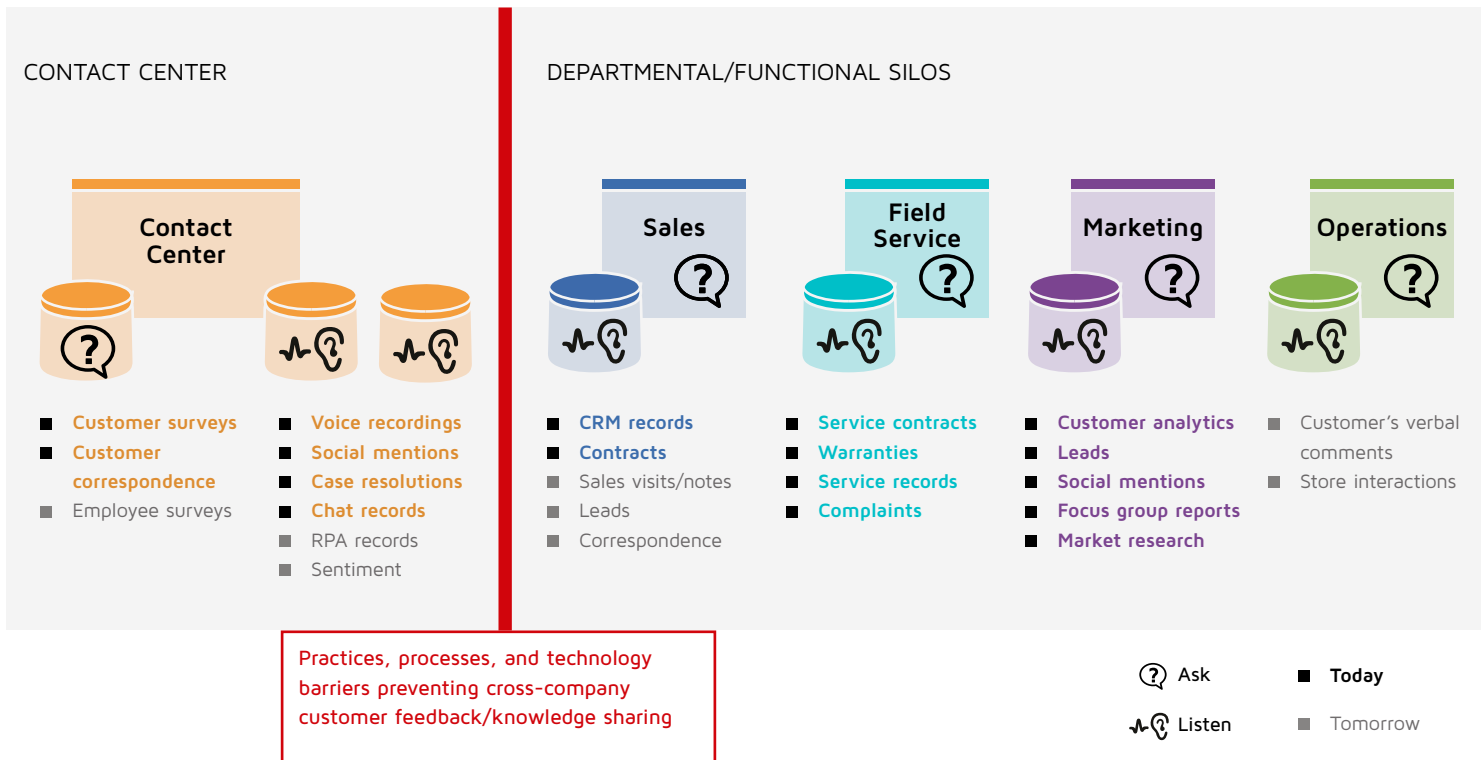 CONTACT CENTER
DEPARTMENTAL/FUNCTIONAL SILOS
Contact
Center
Sales
Field
Service
Marketing
Operations
?
?
?
?
?
Customer surveys
Customer
correspondence
Employee surveys
Voice recordings
Social mentions
Case resolutions
Chat records
RPA records
Sentiment
CRM records
Contracts
Sales visits/notes
Leads
Correspondence
Service contracts
Warranties
Service records
Complaints
Customer analytics
Leads
Social mentions
Focus group reports
Market research
Customer’s verbal
comments
Store interactions
Practices, processes, and technology
barriers preventing cross-company
customer feedback/knowledge sharing
? Ask
Today
Listen
Tomorrow